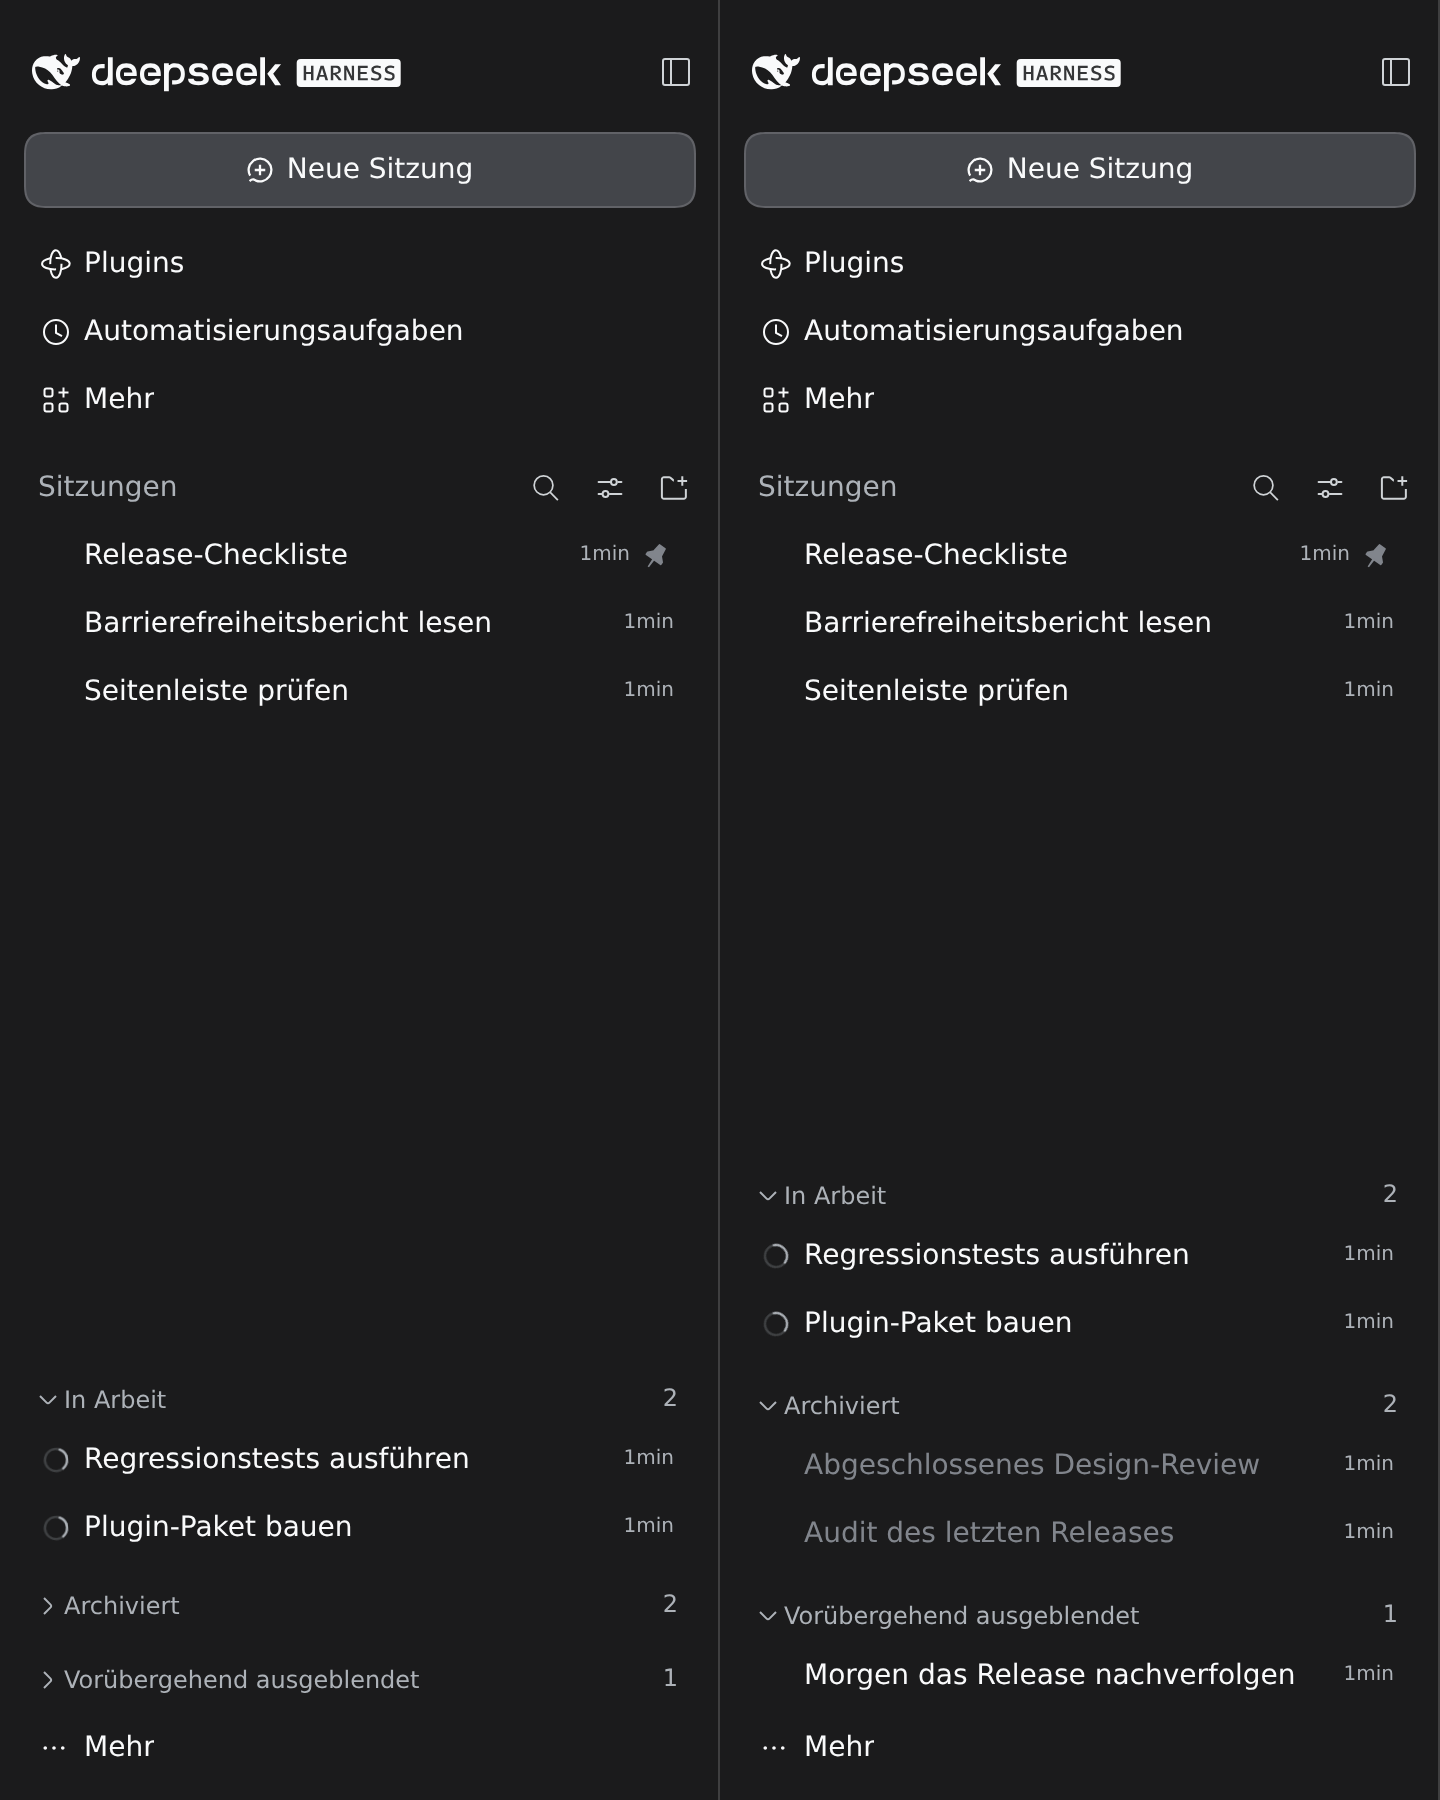 deepseek HARNESS
Neue Sitzung
Plugins
Automatisierungsaufgaben
Mehr
Sitzungen
Release-Checkliste 1min
Barrierefreiheitsbericht lesen 1min
Seitenleiste prüfen 1min
In Arbeit 2
Regressionstests ausführen 1min
Plugin-Paket bauen 1min
Archiviert 2
Vorübergehend ausgeblendet 1
Mehr
deepseek HARNESS
Neue Sitzung
Plugins
Automatisierungsaufgaben
Mehr
Sitzungen
Release-Checkliste 1min
Barrierefreiheitsbericht lesen 1min
Seitenleiste prüfen 1min
In Arbeit 2
Regressionstests ausführen 1min
Plugin-Paket bauen 1min
Archiviert 2
Abgeschlossenes Design-Review 1min
Audit des letzten Releases 1min
Vorübergehend ausgeblendet 1
Morgen das Release nachverfolgen 1min
Mehr